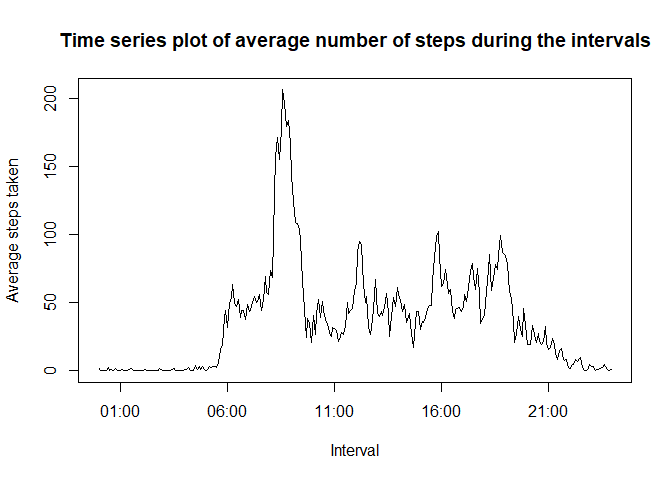 Time series plot of average number of steps during the intervals
Average steps taken
200
150
100
50
0
01:00 06:00 11:00 16:00 21:00
Interval